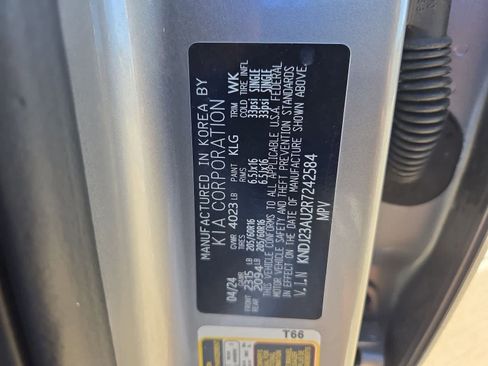 MANUFACTURED IN KOREA BY
KIA CORPORATION
04/24 GVWR 4023 LB PAINT KLG TRIM WK
GAWR TIRES RIMS COLD TIRE INFL
FRONT 2315 LB 205/60R16 6.5Jx16 33psi SINGLE
REAR 2094 LB 205/60R16 6.5Jx16 33psi SINGLE
THIS VEHICLE CONFORMS TO ALL APPLICABLE U.S.A. FEDERAL
MOTOR VEHICLE SAFETY AND THEFT PREVENTION STANDARDS
IN EFFECT ON THE DATE OF MANUFACTURE SHOWN ABOVE.
V.I.N KNDJ23AU2R7242584
MPV
T66